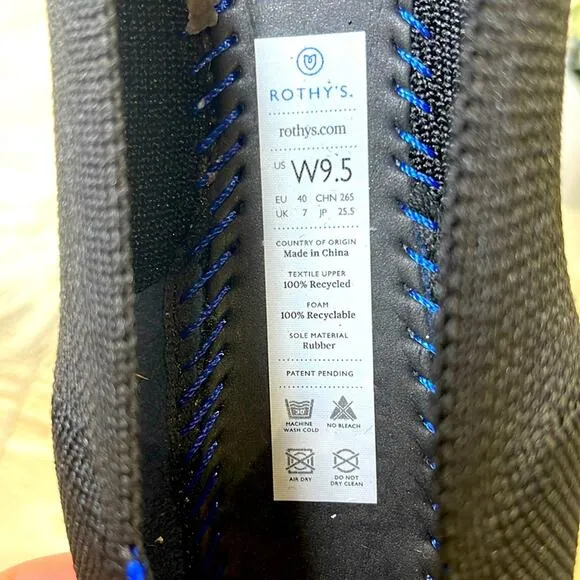 ROTHY'S.
rothys.com
US W9.5
EU 40 CHN 265
UK 7 JP 25.5
COUNTRY OF ORIGIN
Made in China
TEXTILE UPPER
100% Recycled
FOAM
100% Recyclable
SOLE MATERIAL
Rubber
PATENT PENDING
30°
MACHINE WASH COLD
NO BLEACH
AIR DRY
DO NOT DRY CLEAN